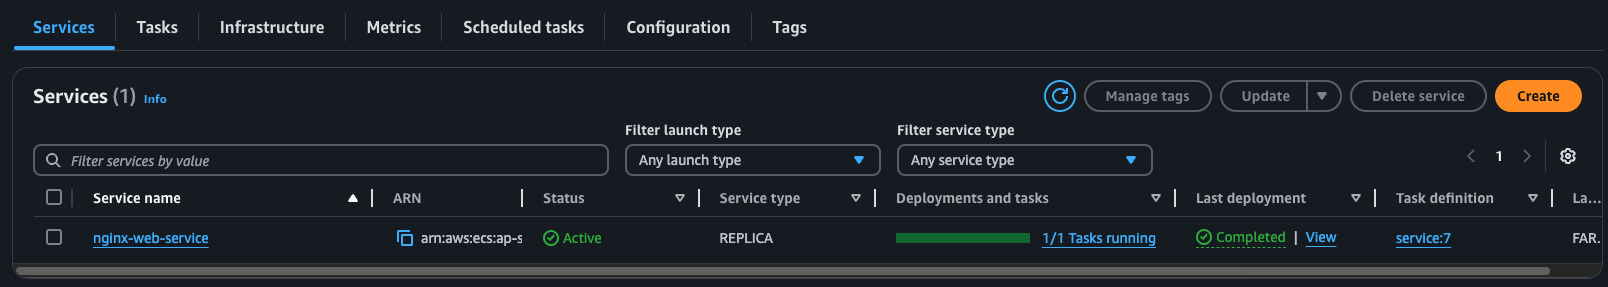 Services Tasks Infrastructure Metrics Scheduled tasks Configuration Tags
Services (1) Info Manage tags Update Delete service Create
Filter launch type Filter service type
Filter services by value Any launch type Any service type 1
Service name ARN Status Service type Deployments and tasks Last deployment Task definition La...
nginx-web-service arn:aws:ecs:ap-s Active REPLICA 1/1 Tasks running Completed | View service:7 FAR.